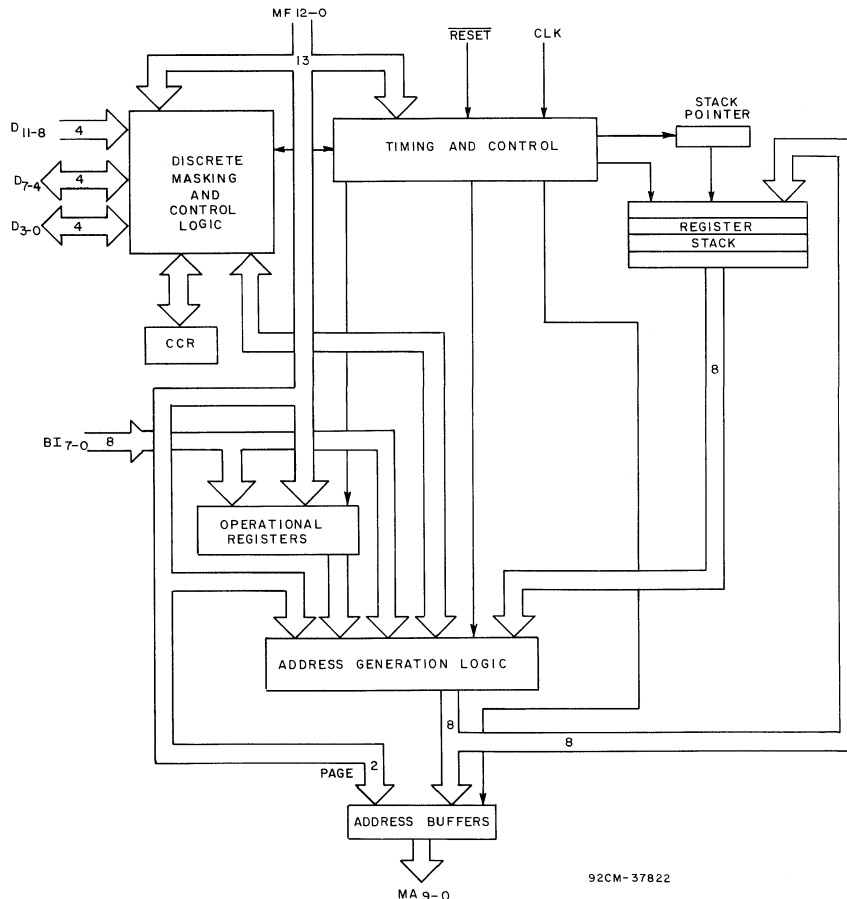 MF12-0
13
RESET
CLK
STACK
POINTER
TIMING AND CONTROL
D11-8
4
DISCRETE
MASKING
AND
CONTROL
LOGIC
D7-4
4
D3-0
4
REGISTER
STACK
CCR
8
BI7-0
8
OPERATIONAL
REGISTERS
ADDRESS GENERATION LOGIC
8
8
PAGE
2
ADDRESS BUFFERS
MA9-0
92CM-37822